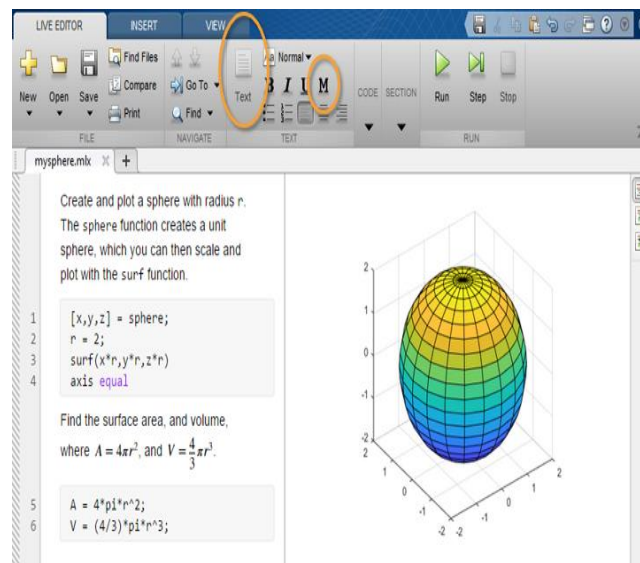 LIVE EDITOR INSERT VIEW
New Open Save Find Files Compare Print
FILE
Go To Find
NAVIGATE
Text Aa Normal
B I U M
TEXT
CODE SECTION
Run Step Stop
RUN
mysphere.mlx X +
Create and plot a sphere with radius r.
The sphere function creates a unit
sphere, which you can then scale and
plot with the surf function.
1 [x,y,z] = sphere;
2 r = 2;
3 surf(x*r,y*r,z*r)
4 axis equal
Find the surface area, and volume,
where A = 4πr², and V = 4/3 πr³.
5 A = 4*pi*r^2;
6 V = (4/3)*pi*r^3;
2
1
0
-1
-2
2
1
0
-1
-2
-2
-1
0
1
2